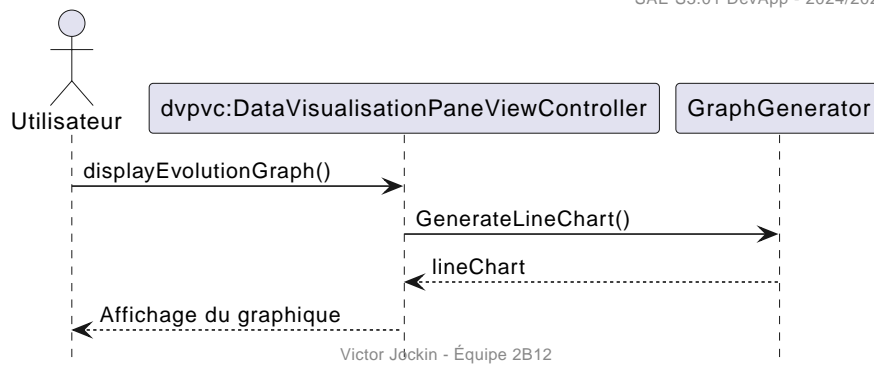 SAE S3.01 DevApp - 2024/202
Utilisateur
dvpvc:DataVisualisationPaneViewController
GraphGenerator
displayEvolutionGraph()
GenerateLineChart()
lineChart
Affichage du graphique
Victor Jockin - Équipe 2B12